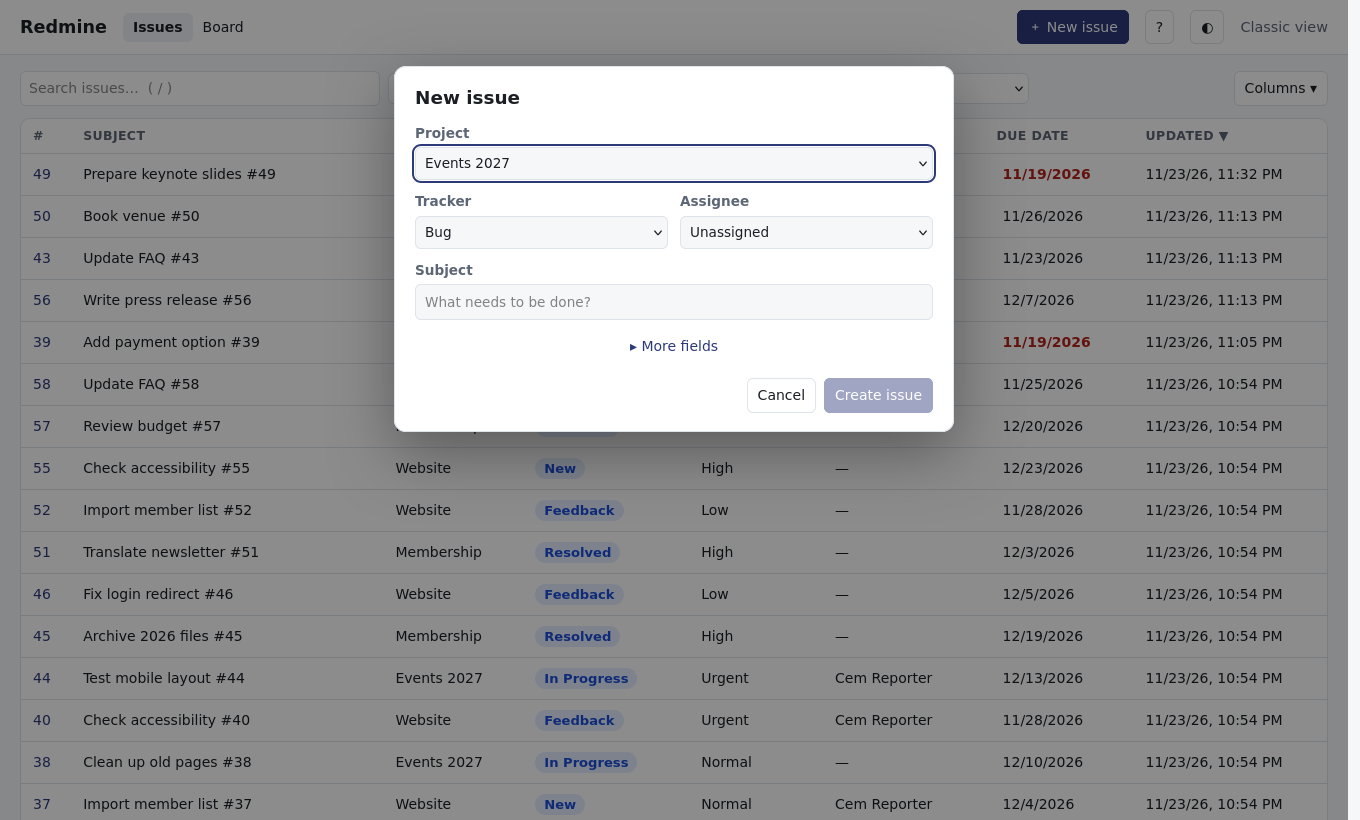 Redmine Issues Board + New issue ? ◐ Classic view
Search issues… ( / ) Columns ▾
New issue
Project
Events 2027
Tracker Assignee
Bug Unassigned
Subject
What needs to be done?
▸ More fields
Cancel Create issue
# SUBJECT DUE DATE UPDATED ▼
49 Prepare keynote slides #49 11/19/2026 11/23/26, 11:32 PM
50 Book venue #50 11/26/2026 11/23/26, 11:13 PM
43 Update FAQ #43 11/23/2026 11/23/26, 11:13 PM
56 Write press release #56 12/7/2026 11/23/26, 11:13 PM
39 Add payment option #39 11/19/2026 11/23/26, 11:05 PM
58 Update FAQ #58 11/25/2026 11/23/26, 10:54 PM
57 Review budget #57 12/20/2026 11/23/26, 10:54 PM
55 Check accessibility #55 Website New High — 12/23/2026 11/23/26, 10:54 PM
52 Import member list #52 Website Feedback Low — 11/28/2026 11/23/26, 10:54 PM
51 Translate newsletter #51 Membership Resolved High — 12/3/2026 11/23/26, 10:54 PM
46 Fix login redirect #46 Website Feedback Low — 12/5/2026 11/23/26, 10:54 PM
45 Archive 2026 files #45 Membership Resolved High — 12/19/2026 11/23/26, 10:54 PM
44 Test mobile layout #44 Events 2027 In Progress Urgent Cem Reporter 12/13/2026 11/23/26, 10:54 PM
40 Check accessibility #40 Website Feedback Urgent Cem Reporter 11/28/2026 11/23/26, 10:54 PM
38 Clean up old pages #38 Events 2027 In Progress Normal — 12/10/2026 11/23/26, 10:54 PM
37 Import member list #37 Website New Normal Cem Reporter 12/4/2026 11/23/26, 10:54 PM